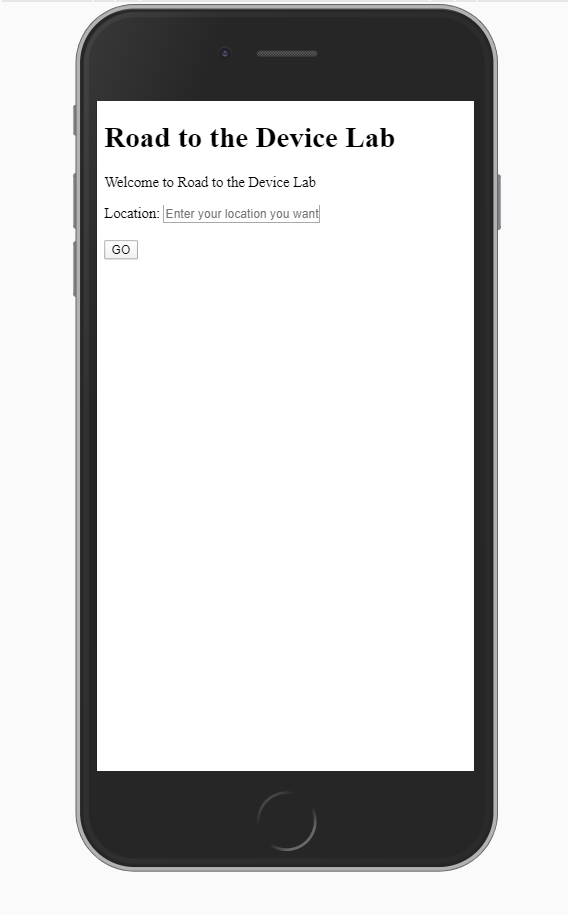 Road to the Device Lab
Welcome to Road to the Device Lab
Location: Enter your location you want
GO